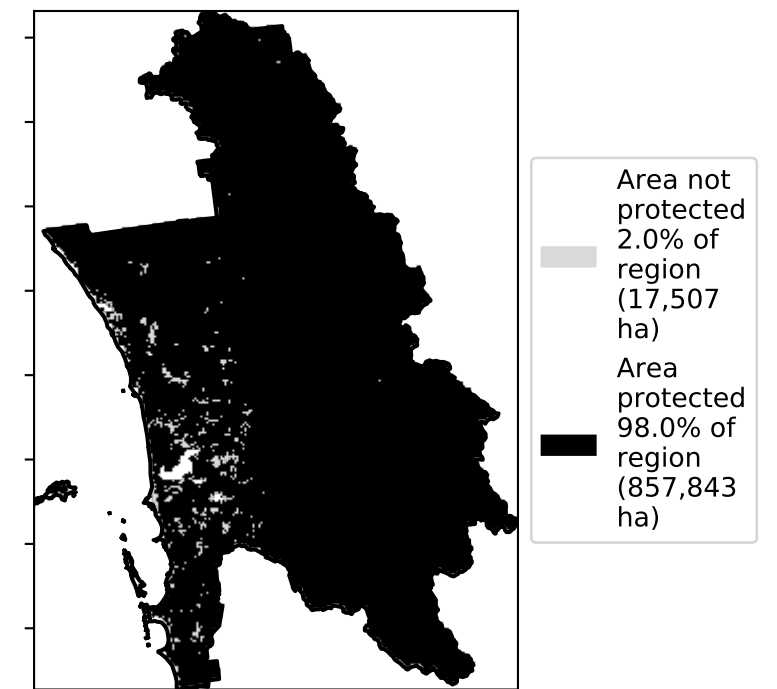 Area not
protected
2.0% of
region
(17,507
ha)
Area
protected
98.0% of
region
(857,843
ha)